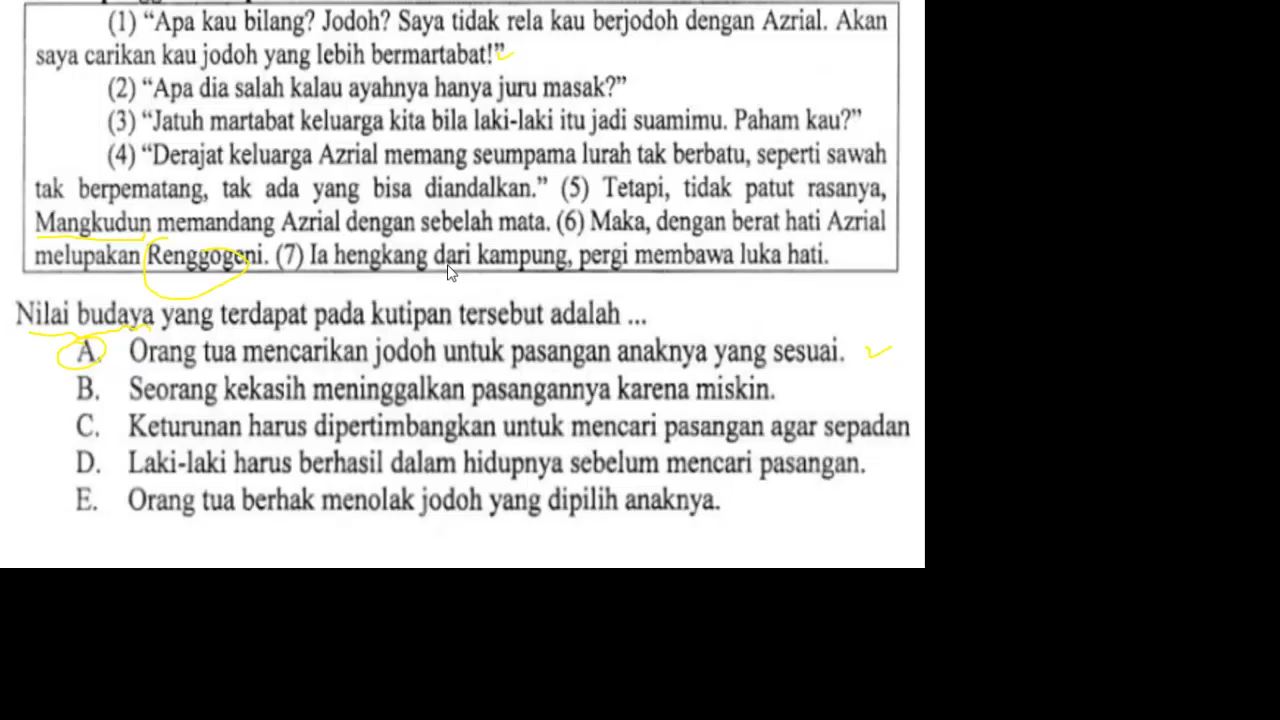 (1) “Apa kau bilang? Jodoh? Saya tidak rela kau berjodoh dengan Azrial. Akan
saya carikan kau jodoh yang lebih bermartabat!”
(2) “Apa dia salah kalau ayahnya hanya juru masak?”
(3) “Jatuh martabat keluarga kita bila laki-laki itu jadi suamimu. Paham kau?”
(4) “Derajat keluarga Azrial memang seumpama lurah tak berbatu, seperti sawah
tak berpematang, tak ada yang bisa diandalkan.” (5) Tetapi, tidak patut rasanya,
Mangkudun memandang Azrial dengan sebelah mata. (6) Maka, dengan berat hati Azrial
melupakan Renggogeni. (7) Ia hengkang dari kampung, pergi membawa luka hati.
Nilai budaya yang terdapat pada kutipan tersebut adalah ...
A. Orang tua mencarikan jodoh untuk pasangan anaknya yang sesuai.
B. Seorang kekasih meninggalkan pasangannya karena miskin.
C. Keturunan harus dipertimbangkan untuk mencari pasangan agar sepadan
D. Laki-laki harus berhasil dalam hidupnya sebelum mencari pasangan.
E. Orang tua berhak menolak jodoh yang dipilih anaknya.